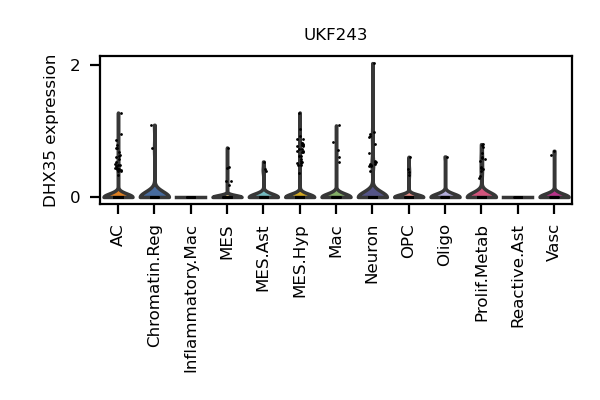 UKF243
DHX35 expression
2
0
AC
Chromatin.Reg
Inflammatory.Mac
MES
MES.Ast
MES.Hyp
Mac
Neuron
OPC
Oligo
Prolif.Metab
Reactive.Ast
Vasc